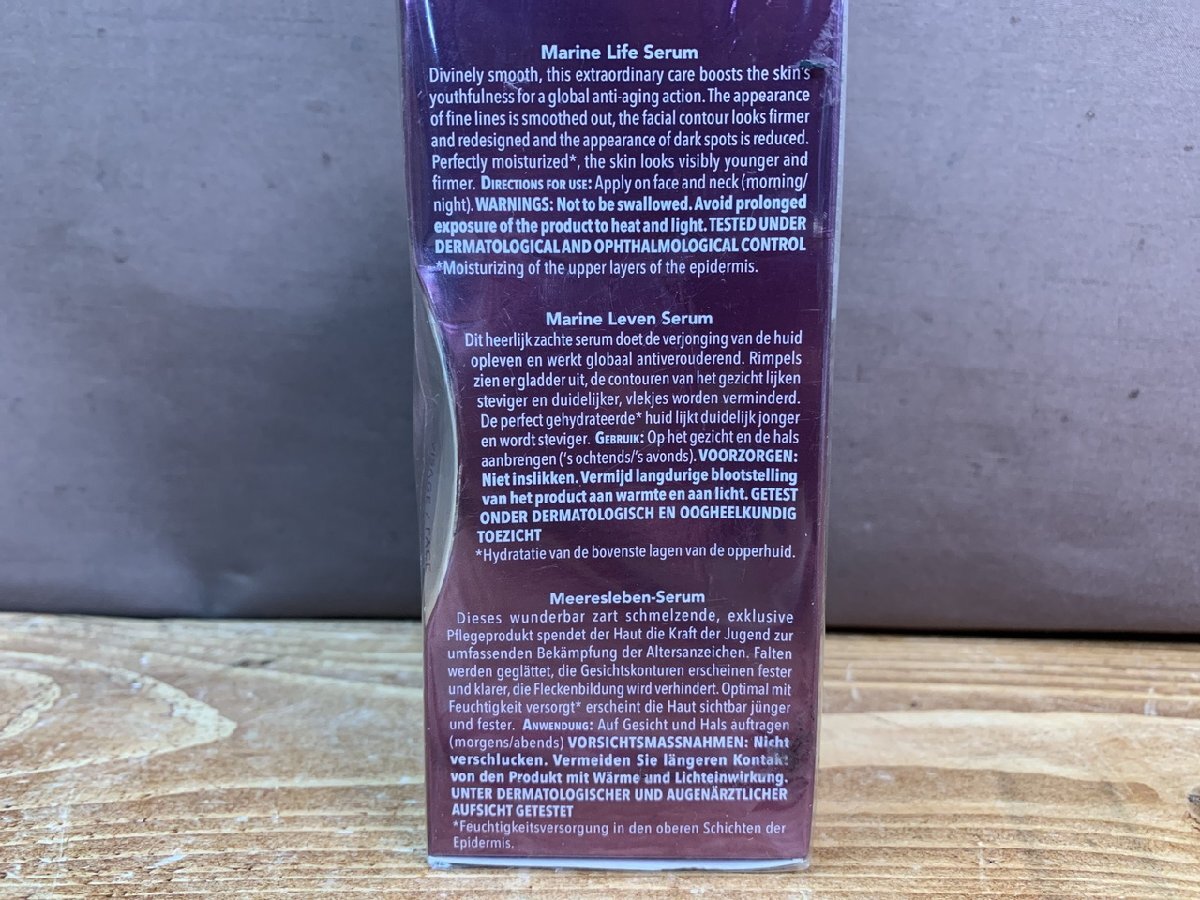 Marine Life Serum
Divinely smooth, this extraordinary care boosts the skin's
youthfulness for a global anti-aging action. The appearance
of fine lines is smoothed out, the facial contour looks firmer
and redesigned and the appearance of dark spots is reduced.
Perfectly moisturized*, the skin looks visibly younger and
firmer. DIRECTIONS FOR USE: Apply on face and neck (morning/
night). WARNINGS: Not to be swallowed. Avoid prolonged
exposure of the product to heat and light. TESTED UNDER
DERMATOLOGICAL AND OPHTHALMOLOGICAL CONTROL
*Moisturizing of the upper layers of the epidermis.
Marine Leven Serum
Dit heerlijk zachte serum doet de verjonging van de huid
opleven en werkt globaal antiverouderend. Rimpels
zien er gladder uit, de contouren van het gezicht lijken
steviger en duidelijker, vlekjes worden verminderd.
De perfect gehydrateerde* huid lijkt duidelijk jonger
en wordt steviger. GEBRUIK: Op het gezicht en de hals
aanbrengen ('s ochtends/'s avonds). VOORZORGEN:
Niet inslikken. Vermijd langdurige blootstelling
van het product aan warmte en aan licht. GETEST
ONDER DERMATOLOGISCH EN OOGHEELKUNDIG
TOEZICHT
*Hydratatie van de bovenste lagen van de opperhuid.
Meeresleben-Serum
Dieses wunderbar zart schmelzende, exklusive
Pflegeprodukt spendet der Haut die Kraft der Jugend zur
umfassenden Bekämpfung der Altersanzeichen. Falten
werden geglättet, die Gesichtskonturen erscheinen fester
und klarer, die Fleckenbildung wird verhindert. Optimal mit
Feuchtigkeit versorgt* erscheint die Haut sichtbar jünger
und fester. ANWENDUNG: Auf Gesicht und Hals auftragen
(morgens/abends) VORSICHTSMASSNAHMEN: Nicht
verschlucken. Vermeiden Sie längeren Kontakt
von den Produkt mit Wärme und Lichteinwirkung.
UNTER DERMATOLOGISCHER UND AUGENÄRZTLICHER
AUFSICHT GETESTET
*Feuchtigkeitsversorgung in den oberen Schichten der
Epidermis.